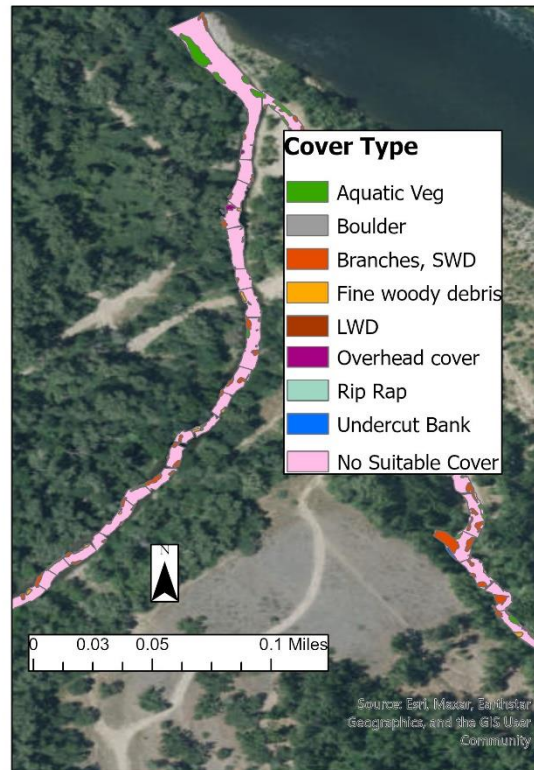 Cover Type
Aquatic Veg
Boulder
Branches, SWD
Fine woody debris
LWD
Overhead cover
Rip Rap
Undercut Bank
No Suitable Cover
N
0 0.03 0.05 0.1 Miles
Source: Esri, Maxar, Earthstar
Geographics, and the GIS User
Community